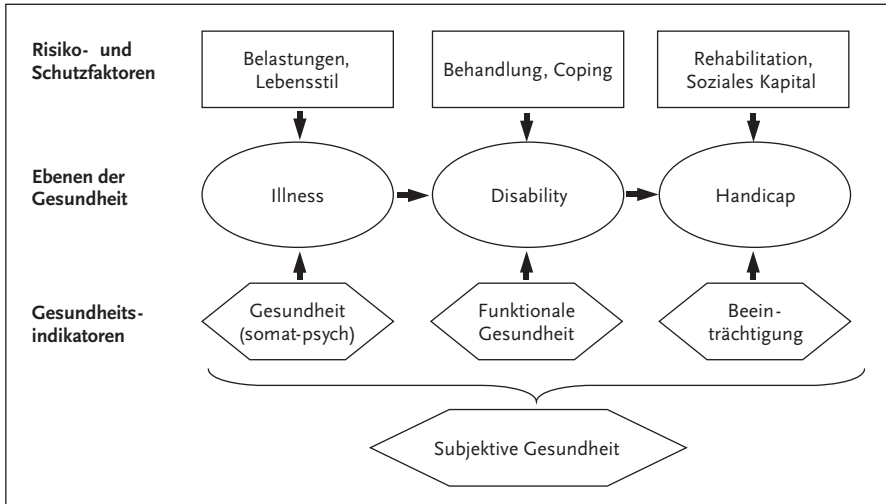 Risiko- und
Schutzfaktoren
Belastungen,
Lebensstil
Behandlung, Coping
Rehabilitation,
Soziales Kapital
Ebenen der
Gesundheit
Illness
Disability
Handicap
Gesundheits-
indikatoren
Gesundheit
(somat-psych)
Funktionale
Gesundheit
Beein-
trächtigung
Subjektive Gesundheit